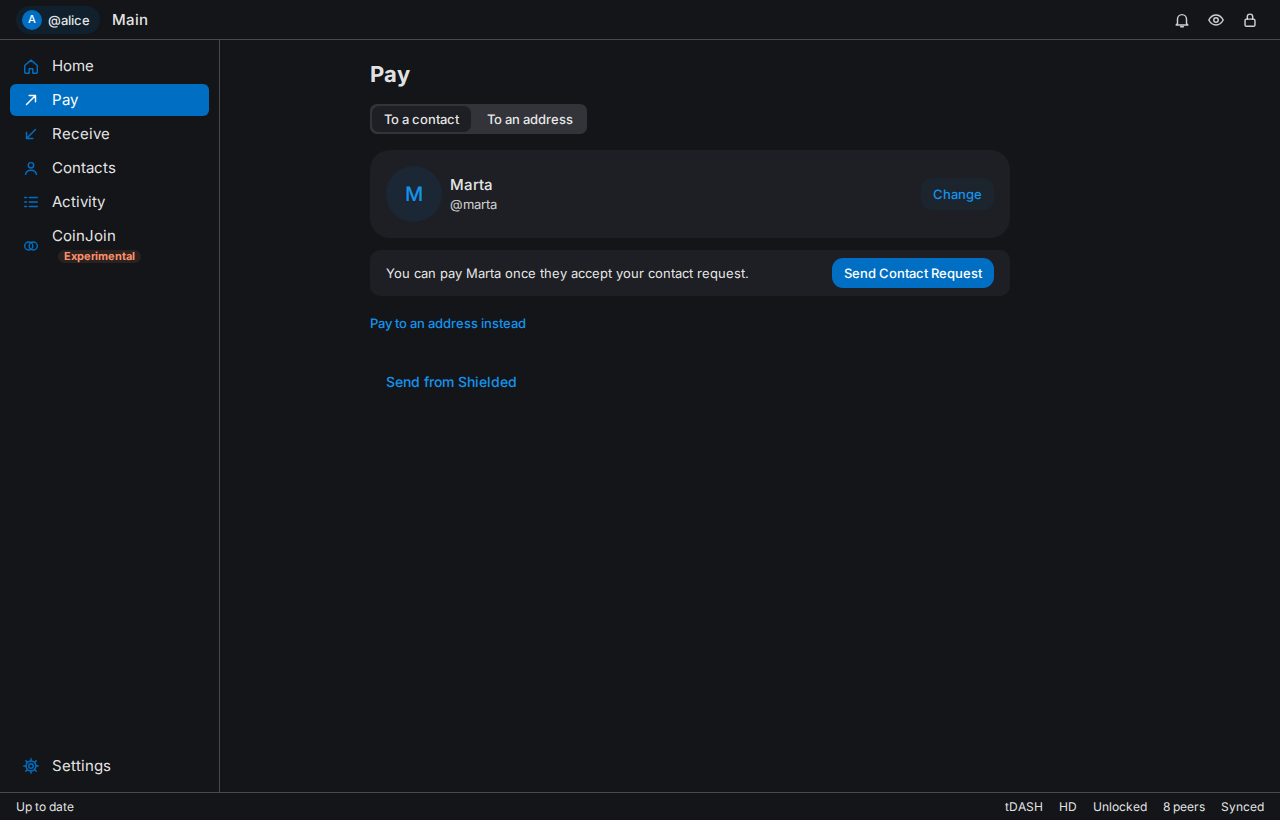 A @alice Main
Home
Pay
Receive
Contacts
Activity
CoinJoin
Experimental
Settings
Pay
To a contact To an address
M
Marta
@marta
Change
You can pay Marta once they accept your contact request.
Send Contact Request
Pay to an address instead
Send from Shielded
Up to date
tDASH HD Unlocked 8 peers Synced